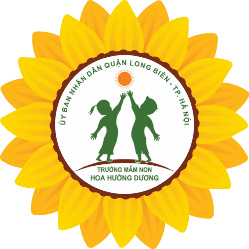 ỦY BAN NHÂN DÂN QUẬN LONG BIÊN - TP. HÀ NỘI
TRƯỜNG MẦM NON
HOA HƯỚNG DƯƠNG